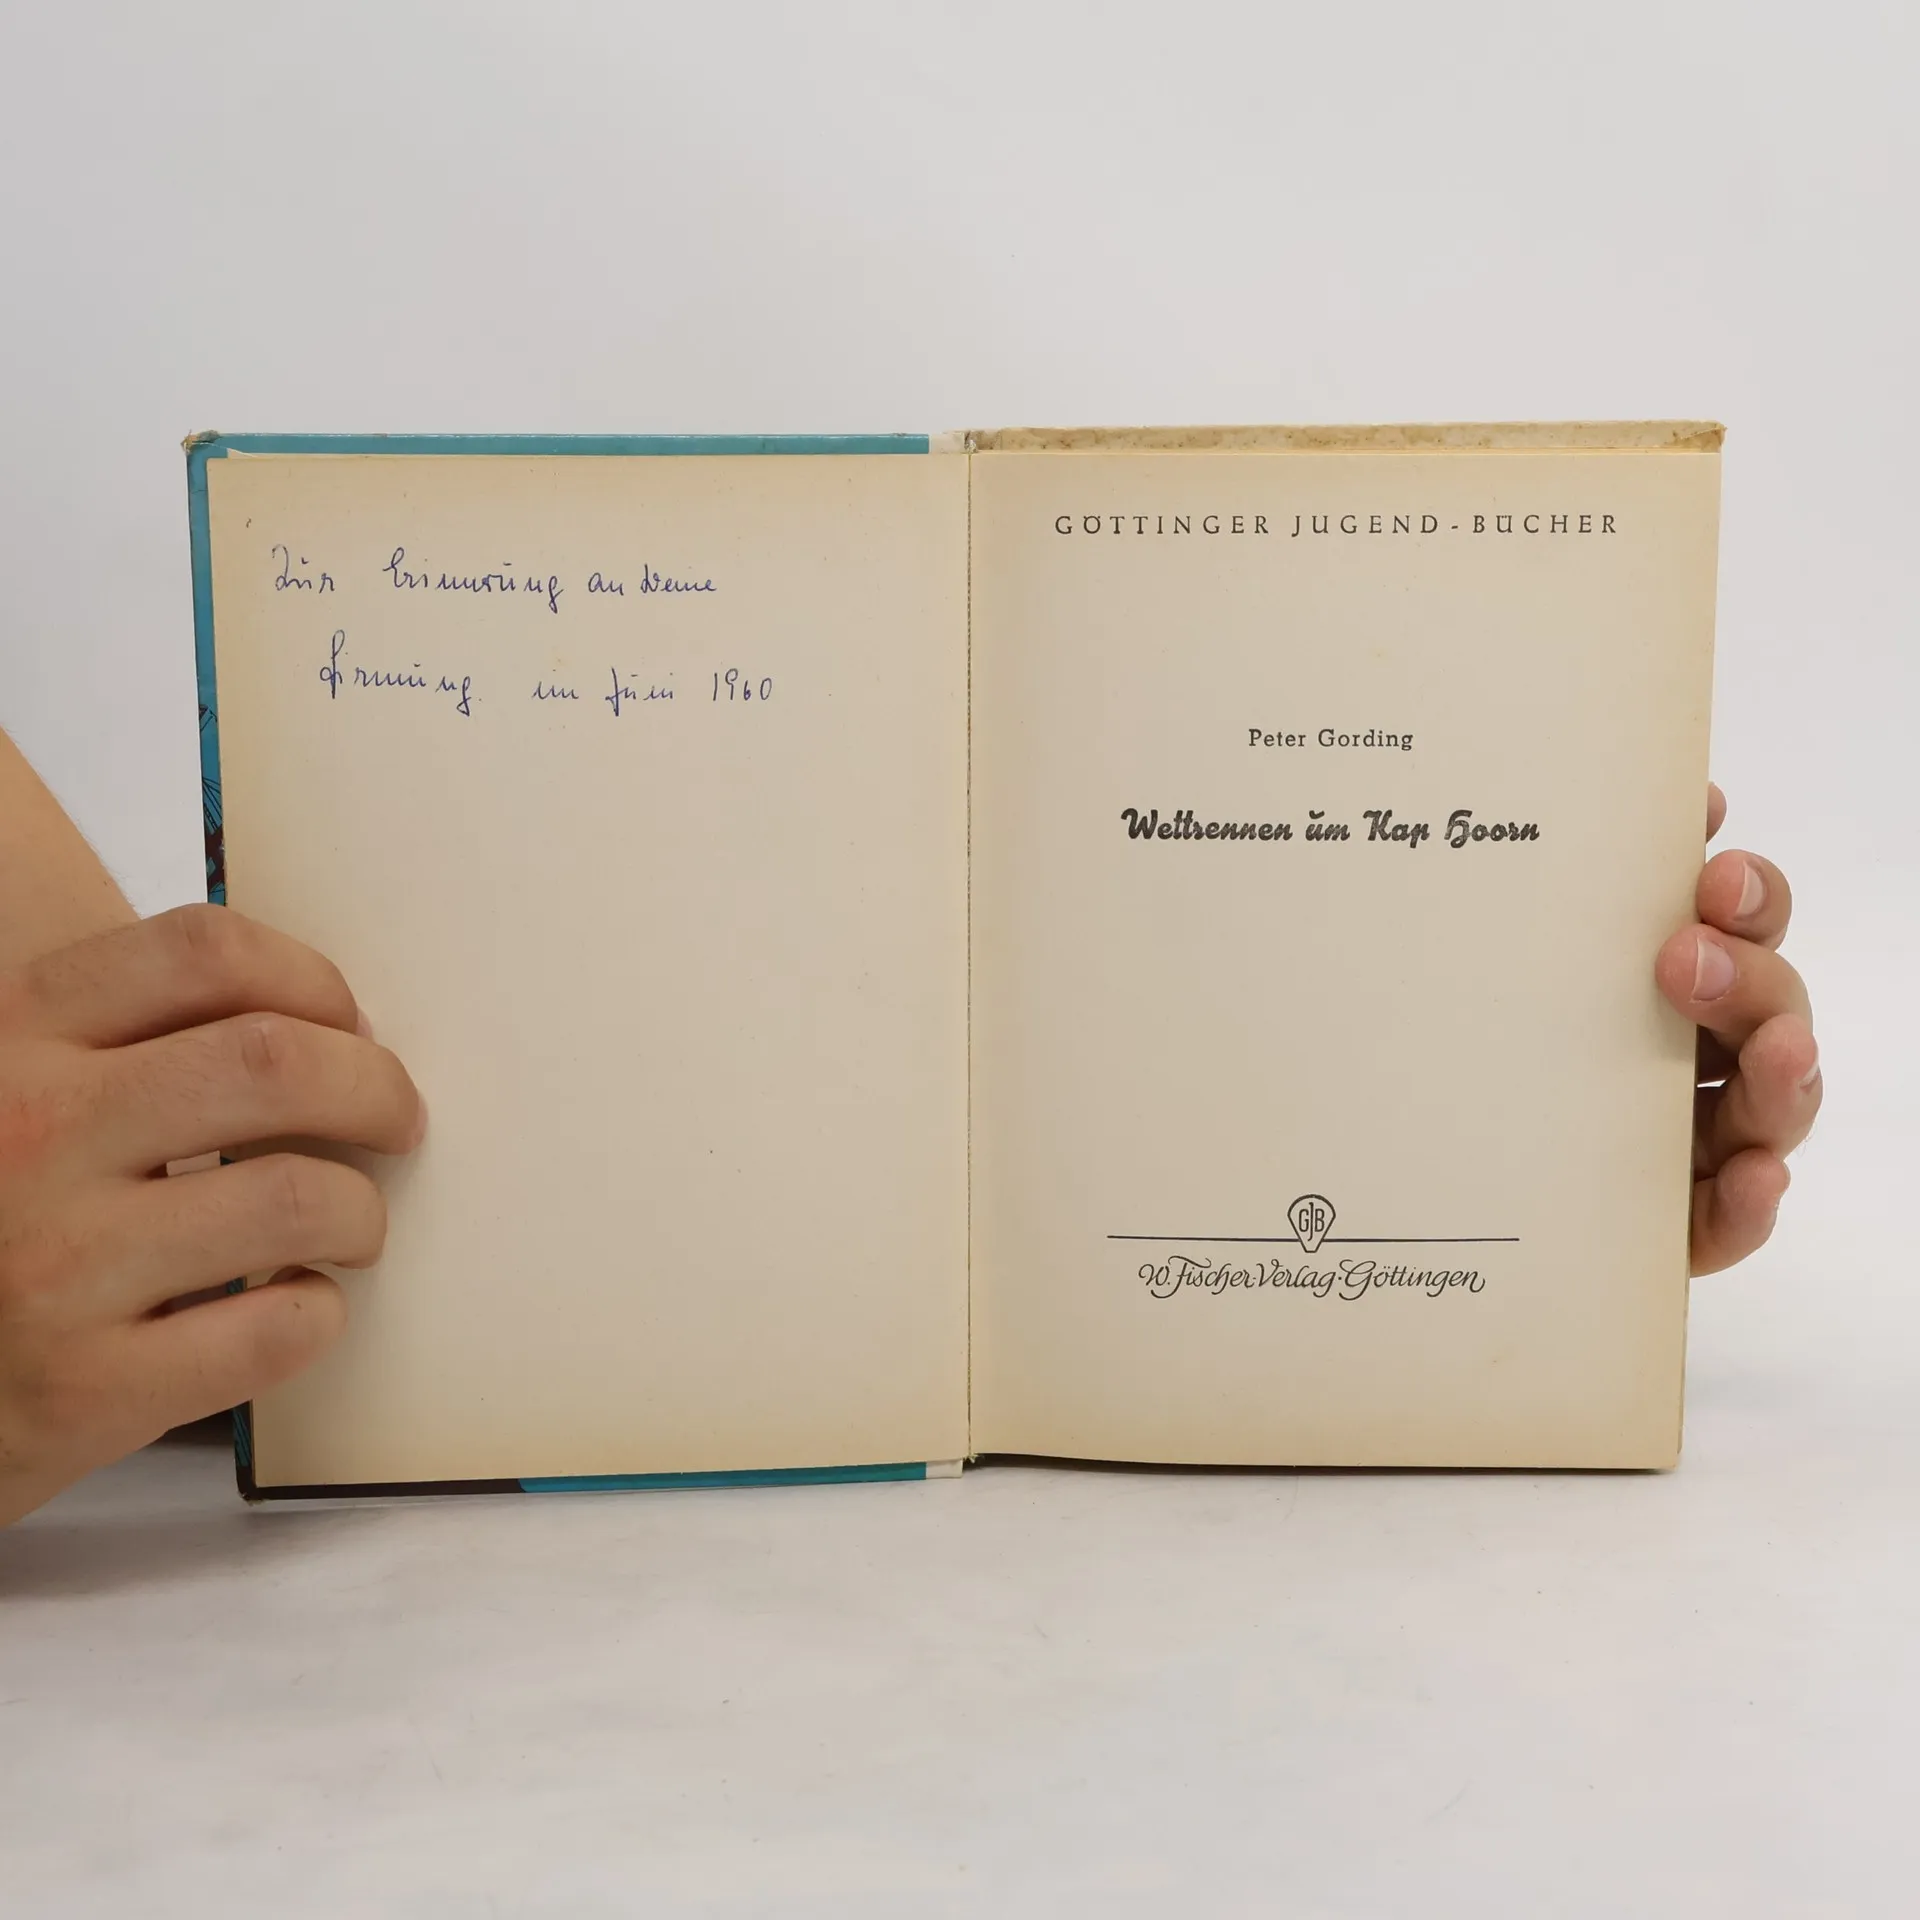 Zur Erinnerung an Deine
Firmung. im Juni 1960
GÖTTINGER JUGEND-BÜCHER
Peter Gording
Wettrennen um Kap Hoorn
GJB
W. Fischer-Verlag·Göttingen